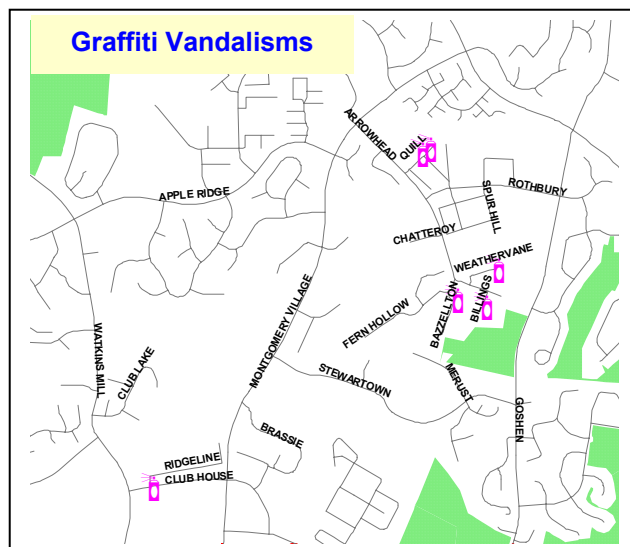 Graffiti Vandalisms
ARROWHEAD
QUILL
APPLE RIDGE
SPUR HILL
ROTHBURY
CHATTEROY
WEATHERVANE
BAZZELLTON
BILLINGS
FERN HOLLOW
MONTGOMERY VILLAGE
WATKINS MILL
CLUB LAKE
STEWARTOWN
MERUST
GOSHEN
BRASSIE
RIDGELINE
CLUB HOUSE